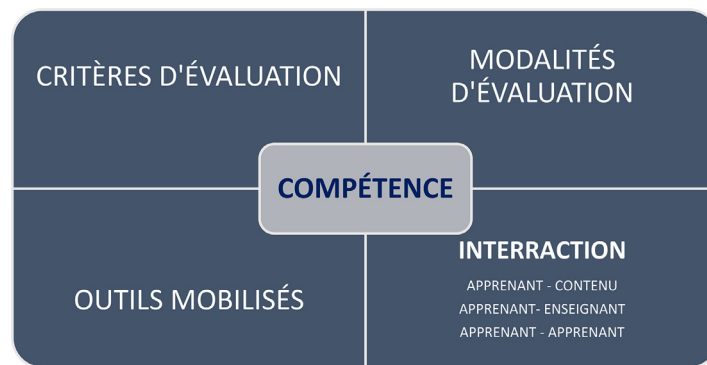 CRITÈRES D'ÉVALUATION
MODALITÉS
D'ÉVALUATION
COMPÉTENCE
OUTILS MOBILISÉS
INTERRACTION
APPRENANT - CONTENU
APPRENANT- ENSEIGNANT
APPRENANT - APPRENANT